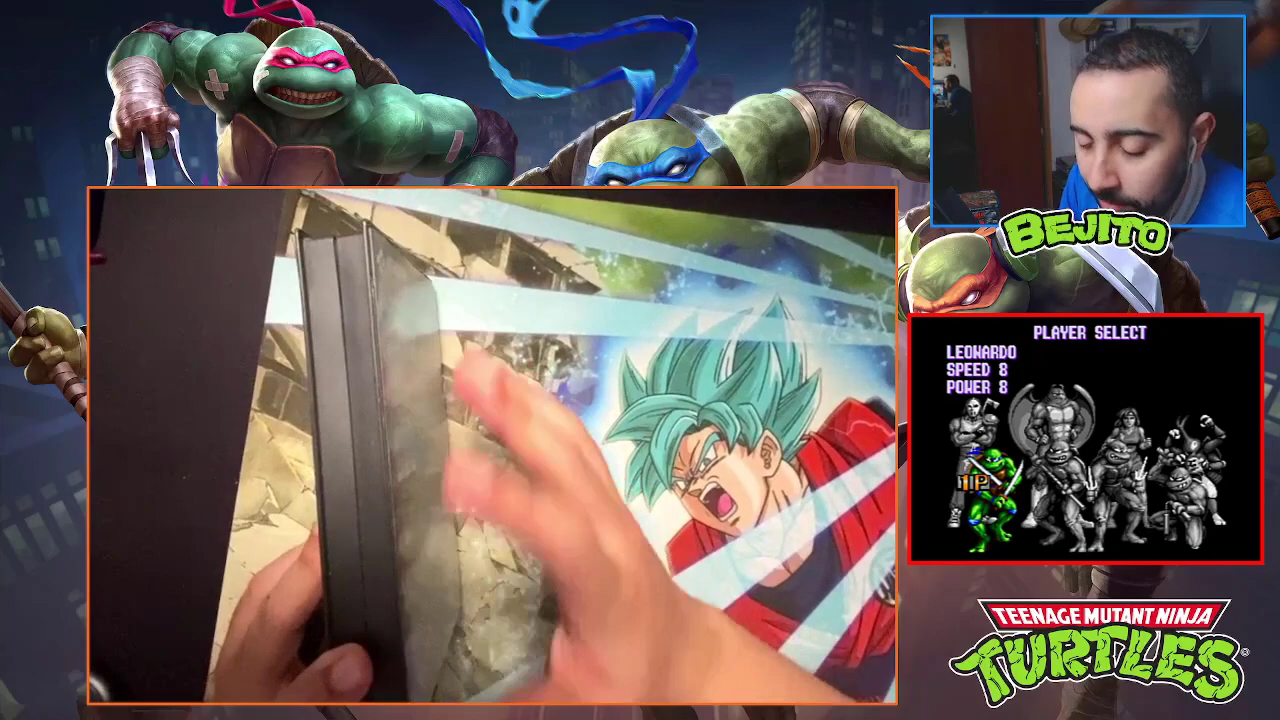 BEJITO
PLAYER SELECT
LEONARDO
SPEED 8
POWER 8
1P
TEENAGE MUTANT NINJA
TURTLES